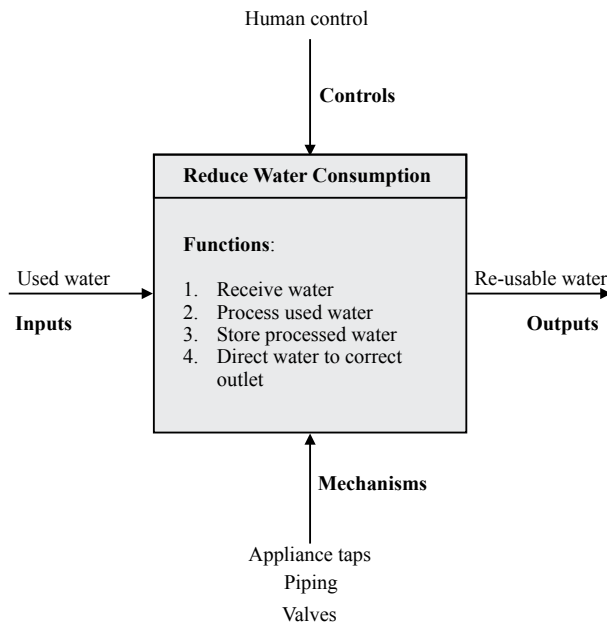 Human control
Controls
Reduce Water Consumption
Functions:
Used water
Inputs
1. Receive water
2. Process used water
3. Store processed water
4. Direct water to correct
outlet
Re-usable water
Outputs
Mechanisms
Appliance taps
Piping
Valves